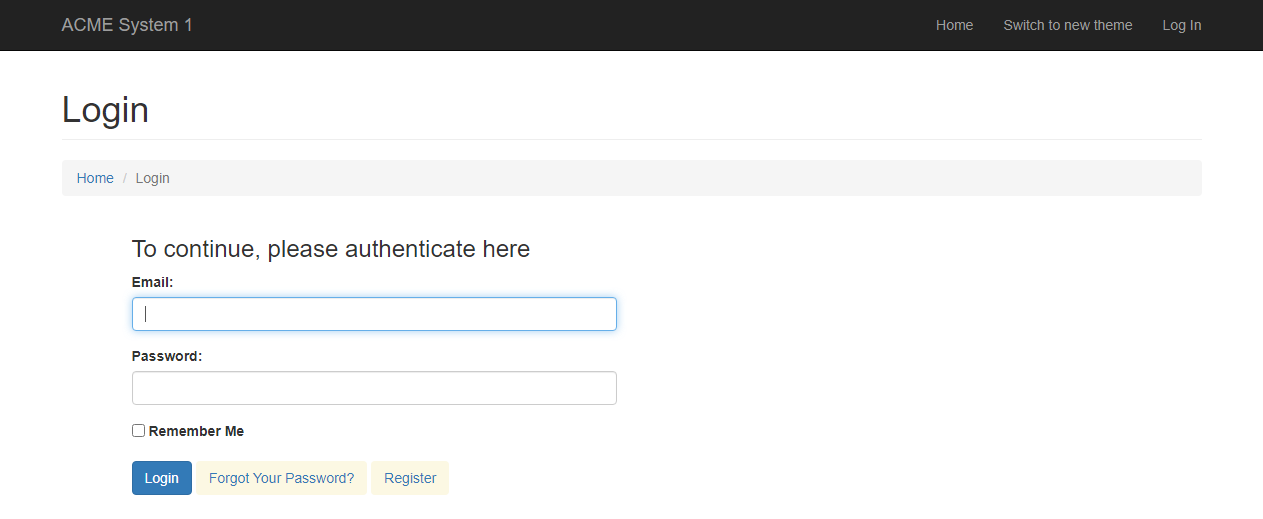 ACME System 1 Home Switch to new theme Log In
Login
Home / Login
To continue, please authenticate here
Email:
Password:
Remember Me
Login Forgot Your Password? Register